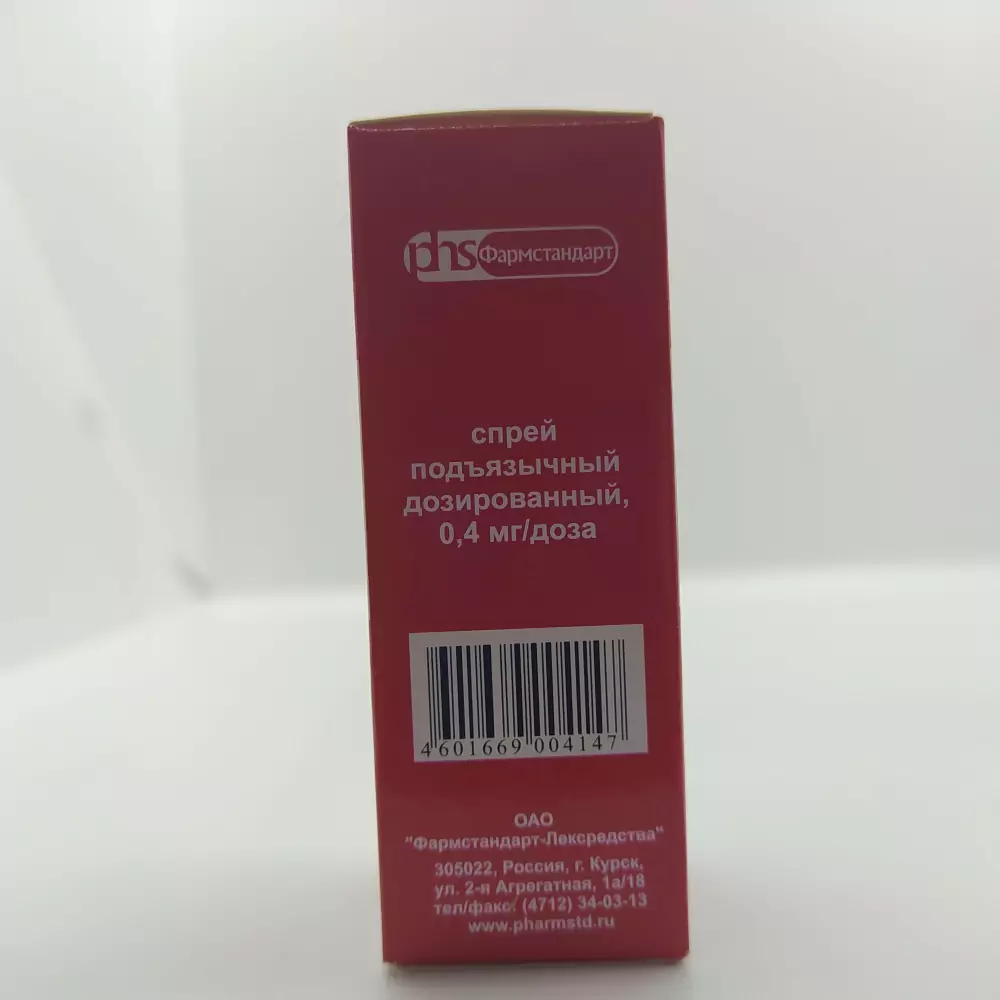 phs Фармстандарт
спрей
подъязычный
дозированный,
0,4 мг/доза
4 601669 004147
ОАО
"Фармстандарт-Лексредства"
305022, Россия, г. Курск,
ул. 2-я Агрегатная, 1а/18
тел/факс: (4712) 34-03-13
www.pharmstd.ru